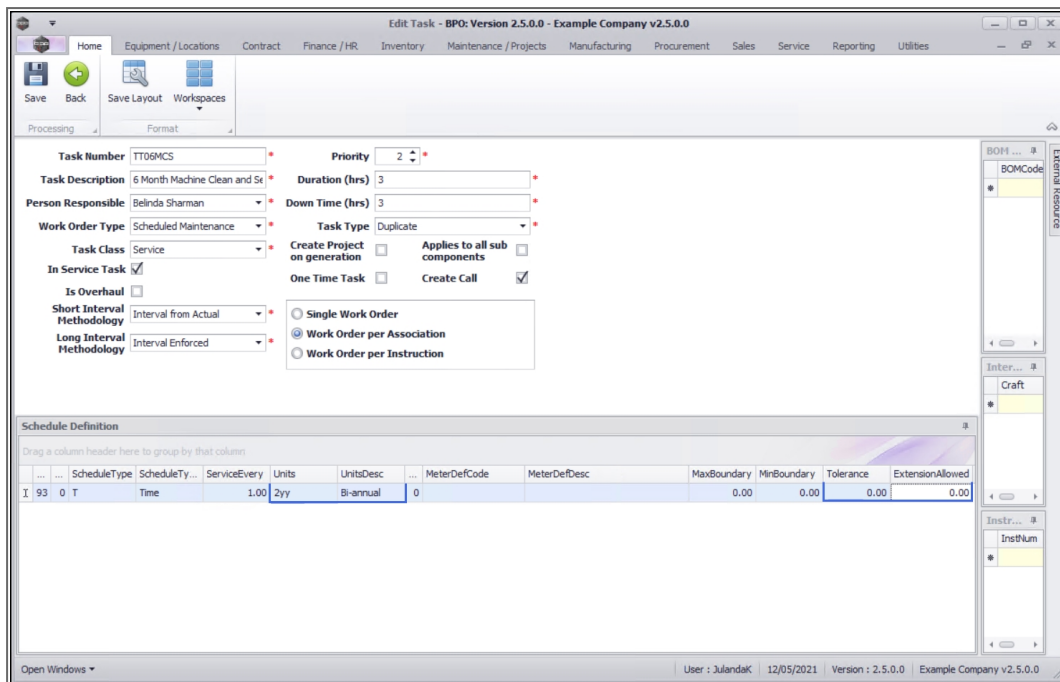 Edit Task - BPO: Version 2.5.0.0 - Example Company v2.5.0.0
Home Equipment / Locations Contract Finance / HR Inventory Maintenance / Projects Manufacturing Procurement Sales Service Reporting Utilities
Save Back Save Layout Workspaces
Processing Format
Task Number TT06MCS * Priority 2 *
Task Description 6 Month Machine Clean and Se * Duration (hrs) 3 *
Person Responsible Belinda Sharman * Down Time (hrs) 3 *
Work Order Type Scheduled Maintenance * Task Type Duplicate *
Task Class Service * Create Project on generation Applies to all sub components
In Service Task One Time Task Create Call
Is Overhaul
Short Interval Methodology Interval from Actual * Single Work Order
Long Interval Methodology Interval Enforced * Work Order per Association
Work Order per Instruction
BOM ...
BOMCode
External Resource
Inter...
Craft
Instr...
InstNum
Schedule Definition
Drag a column header here to group by that column
... ... ScheduleType ScheduleTy... ServiceEvery Units UnitsDesc ... MeterDefCode MeterDefDesc MaxBoundary MinBoundary Tolerance ExtensionAllowed
93 0 T Time 1.00 2yy Bi-annual 0 0.00 0.00 0.00 0.00
Open Windows User : JulandaK 12/05/2021 Version : 2.5.0.0 Example Company v2.5.0.0